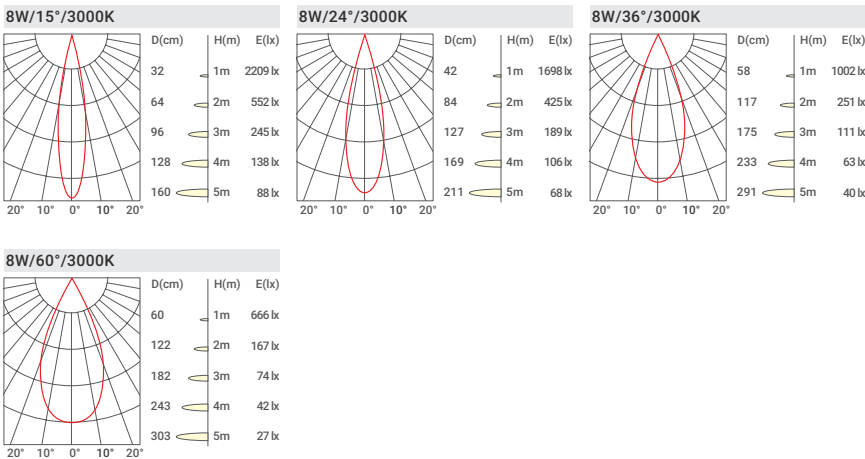 8W/15°/3000K
D(cm) H(m) E(lx)
32 1m 2209 lx
64 2m 552 lx
96 3m 245 lx
128 4m 138 lx
160 5m 88 lx
20° 10° 0° 10° 20°
8W/24°/3000K
D(cm) H(m) E(lx)
42 1m 1698 lx
84 2m 425 lx
127 3m 189 lx
169 4m 106 lx
211 5m 68 lx
20° 10° 0° 10° 20°
8W/36°/3000K
D(cm) H(m) E(lx)
58 1m 1002 lx
117 2m 251 lx
175 3m 111 lx
233 4m 63 lx
291 5m 40 lx
20° 10° 0° 10° 20°
8W/60°/3000K
D(cm) H(m) E(lx)
60 1m 666 lx
122 2m 167 lx
182 3m 74 lx
243 4m 42 lx
303 5m 27 lx
20° 10° 0° 10° 20°